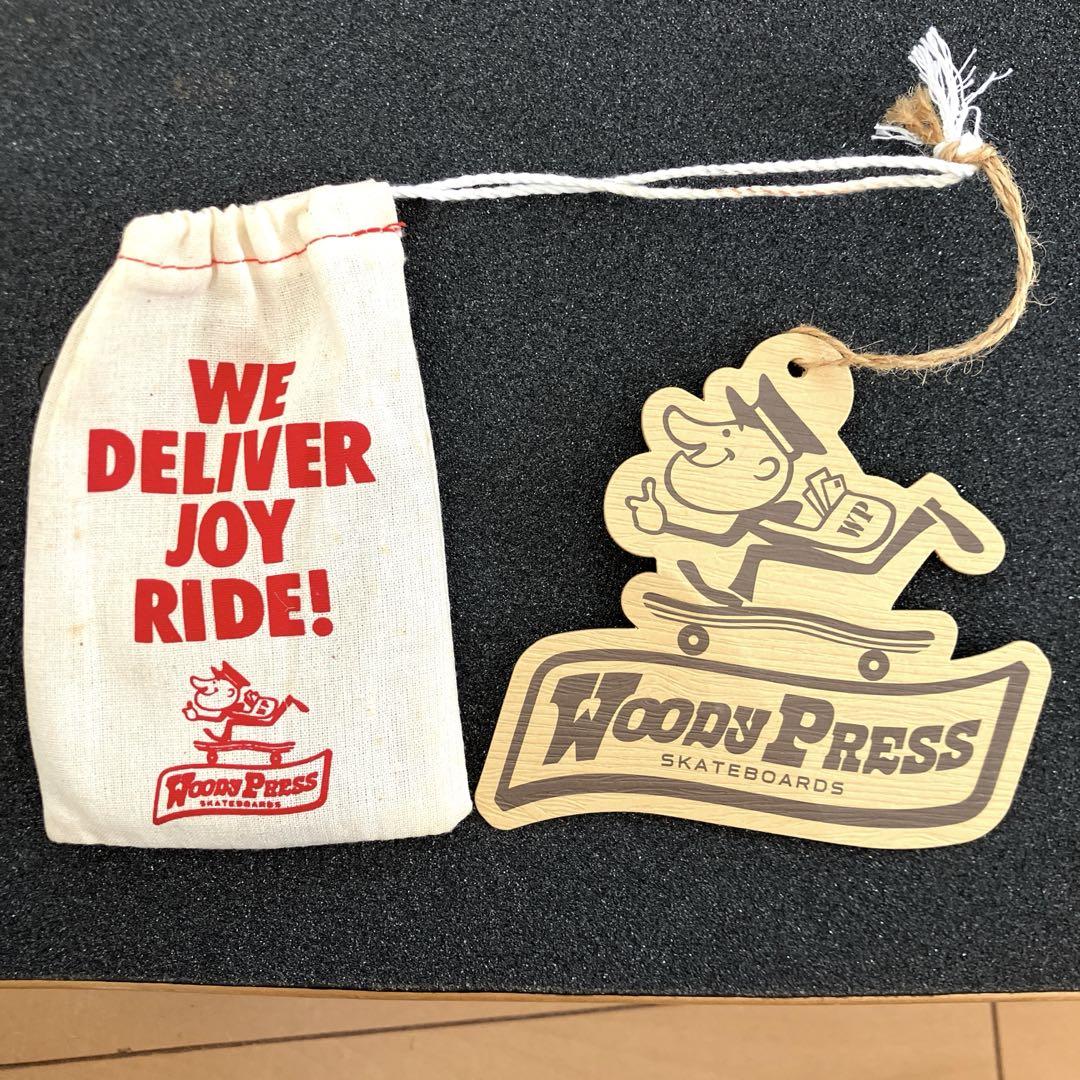 WE
DELIVER
JOY
RIDE!
WOODY PRESS
SKATEBOARDS
WP
WOODY PRESS
SKATEBOARDS